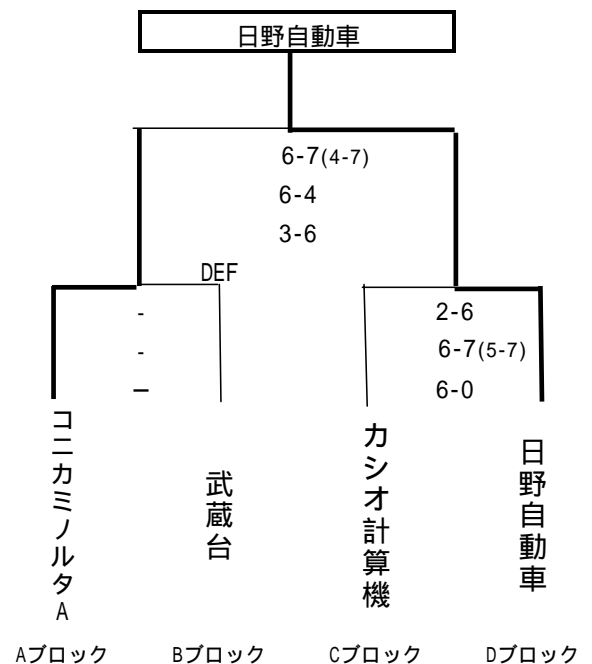 日野自動車
6-7(4-7)
6-4
3-6
DEF
-
-
－
2-6
6-7(5-7)
6-0
コニカミノルタA
武蔵台
カシオ計算機
日野自動車
Aブロック
Bブロック
Cブロック
Dブロック